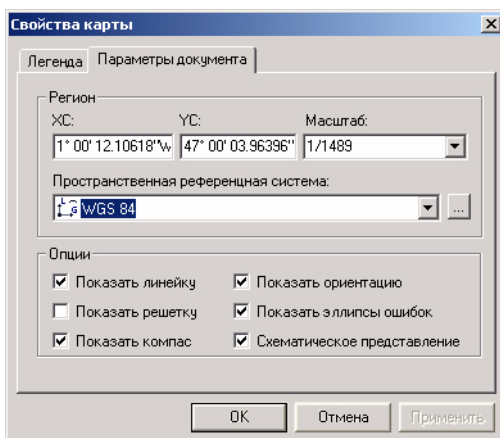 Свойства карты
Легенда Параметры документа
Регион
XC: YC: Масштаб:
1° 00' 12.10618"W 47° 00' 03.96396" 1/1489
Пространственная референцная система:
WGS 84 ...
Опции
Показать линейку Показать ориентацию
Показать решетку Показать эллипсы ошибок
Показать компас Схематическое представление
OK Отмена Применить